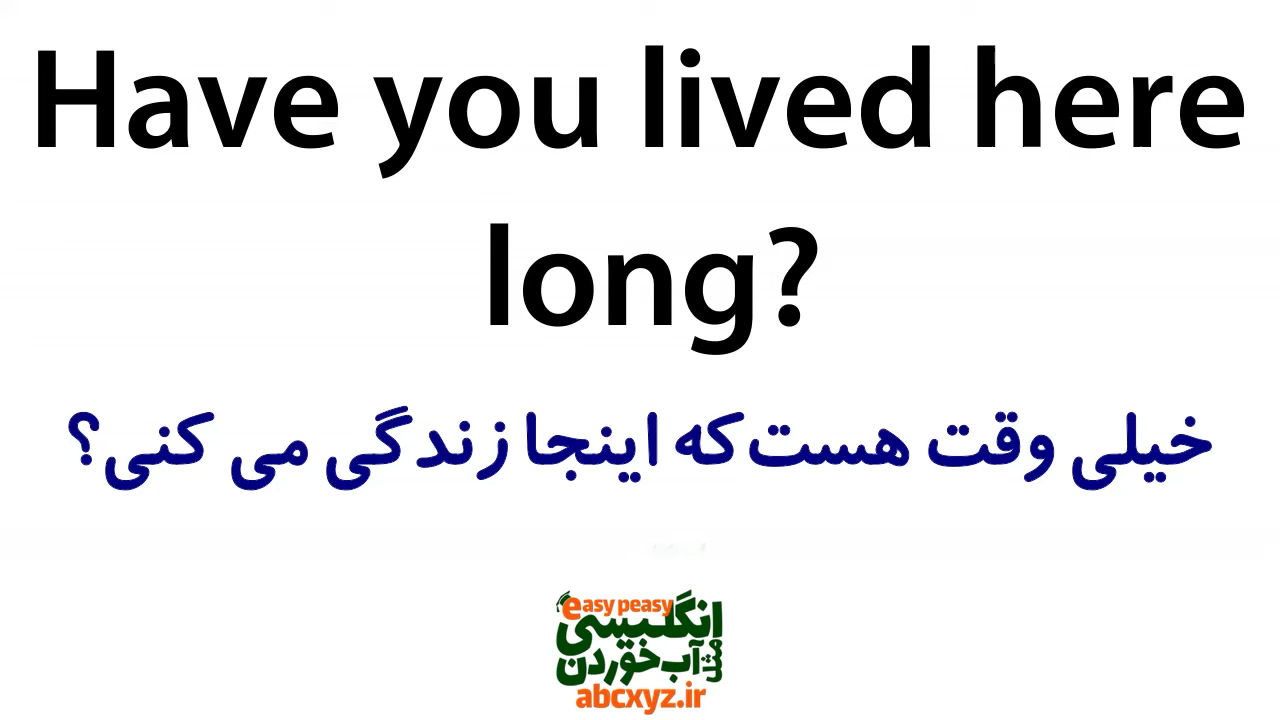 Have you lived here
long?
خیلی وقت هست که اینجا زندگی می کنی؟
easy peasy
انگلیسی
مثل آب خوردن
abcxyz.ir